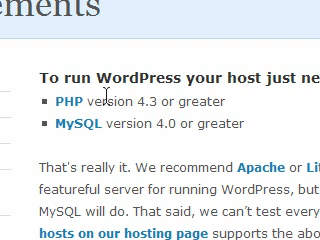 ements
To run WordPress your host just ne
PHP version 4.3 or greater
MySQL version 4.0 or greater
That's really it. We recommend Apache or Lit
featureful server for running WordPress, but
MySQL will do. That said, we can't test every
hosts on our hosting page supports the abo